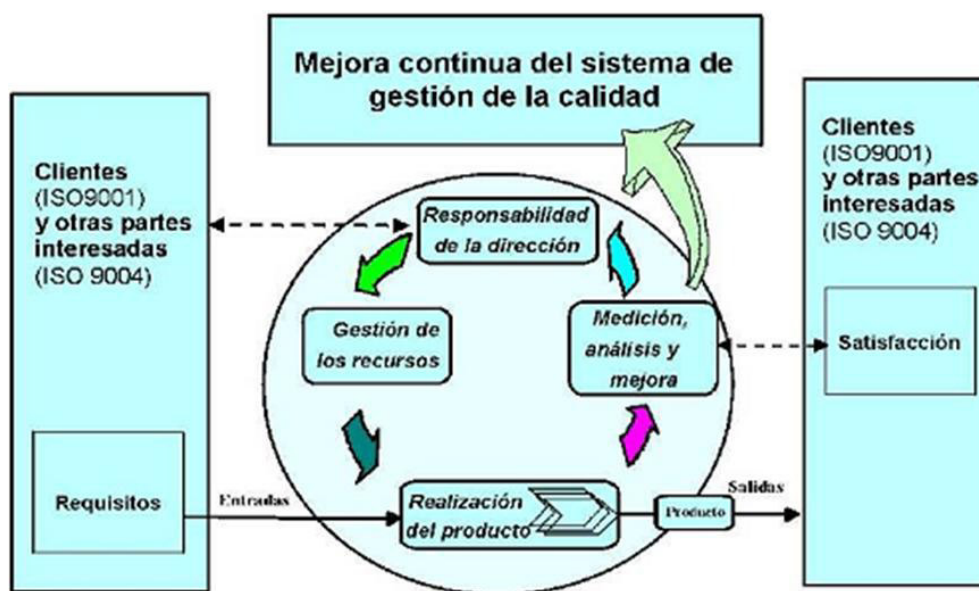 Mejora continua del sistema de
gestión de la calidad
Clientes
(ISO9001)
y otras partes
interesadas
(ISO 9004)
Requisitos
Entradas
Responsabilidad
de la dirección
Gestión de
los recursos
Medición,
análisis y
mejora
Realización
del producto
Producto
Salidas
Clientes
(ISO9001)
y otras partes
interesadas
(ISO 9004)
Satisfacción